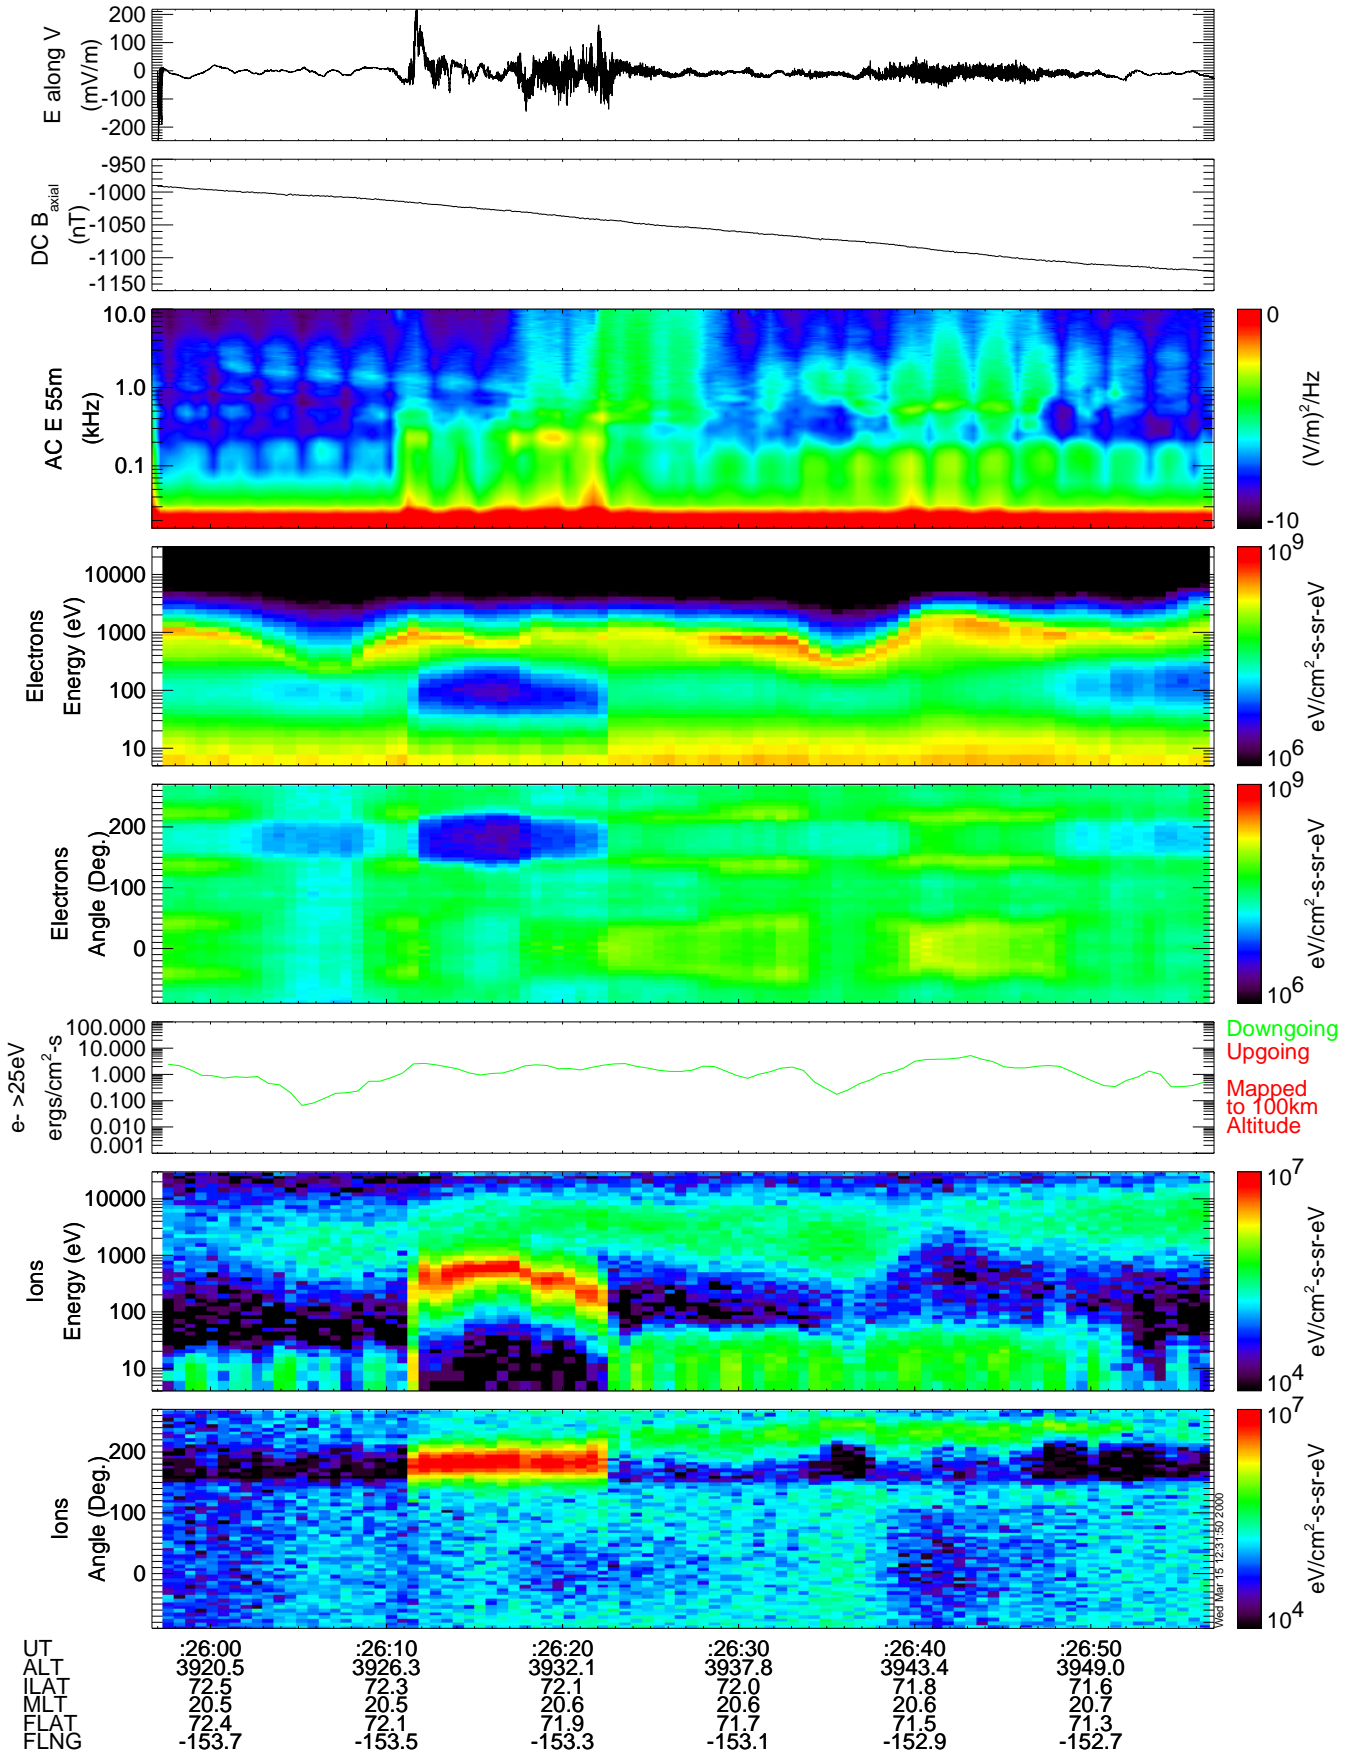 E along V
(mV/m)
200
100
0
-100
-200
DC B axial
(nT)
-950
-1000
-1050
-1100
-1150
AC E 55m
(kHz)
10.0
1.0
0.1
0
-10
(V/m)²/Hz
Electrons
Energy (eV)
10000
1000
100
10
10⁹
10⁶
eV/cm²-s-sr-eV
Electrons
Angle (Deg.)
200
100
0
10⁹
10⁶
eV/cm²-s-sr-eV
e- >25eV
ergs/cm²-s
100.000
10.000
1.000
0.100
0.010
0.001
Downgoing
Upgoing
Mapped
to 100km
Altitude
Ions
Energy (eV)
10000
1000
100
10
10⁷
10⁴
eV/cm²-s-sr-eV
Ions
Angle (Deg.)
200
100
0
10⁷
10⁴
eV/cm²-s-sr-eV
Wed Mar 15 12:31:50 2000
UT :26:00 :26:10 :26:20 :26:30 :26:40 :26:50
ALT 3920.5 3926.3 3932.1 3937.8 3943.4 3949.0
ILAT 72.5 72.3 72.1 72.0 71.8 71.6
MLT 20.5 20.5 20.6 20.6 20.6 20.7
FLAT 72.4 72.1 71.9 71.7 71.5 71.3
FLNG -153.7 -153.5 -153.3 -153.1 -152.9 -152.7